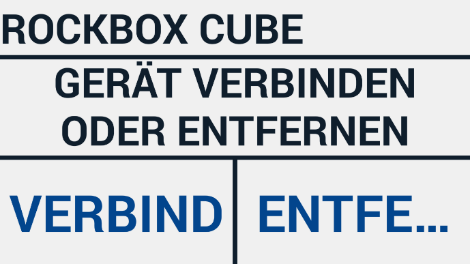 ROCKBOX CUBE
GERÄT VERBINDEN
ODER ENTFERNEN
VERBIND
ENTFE...